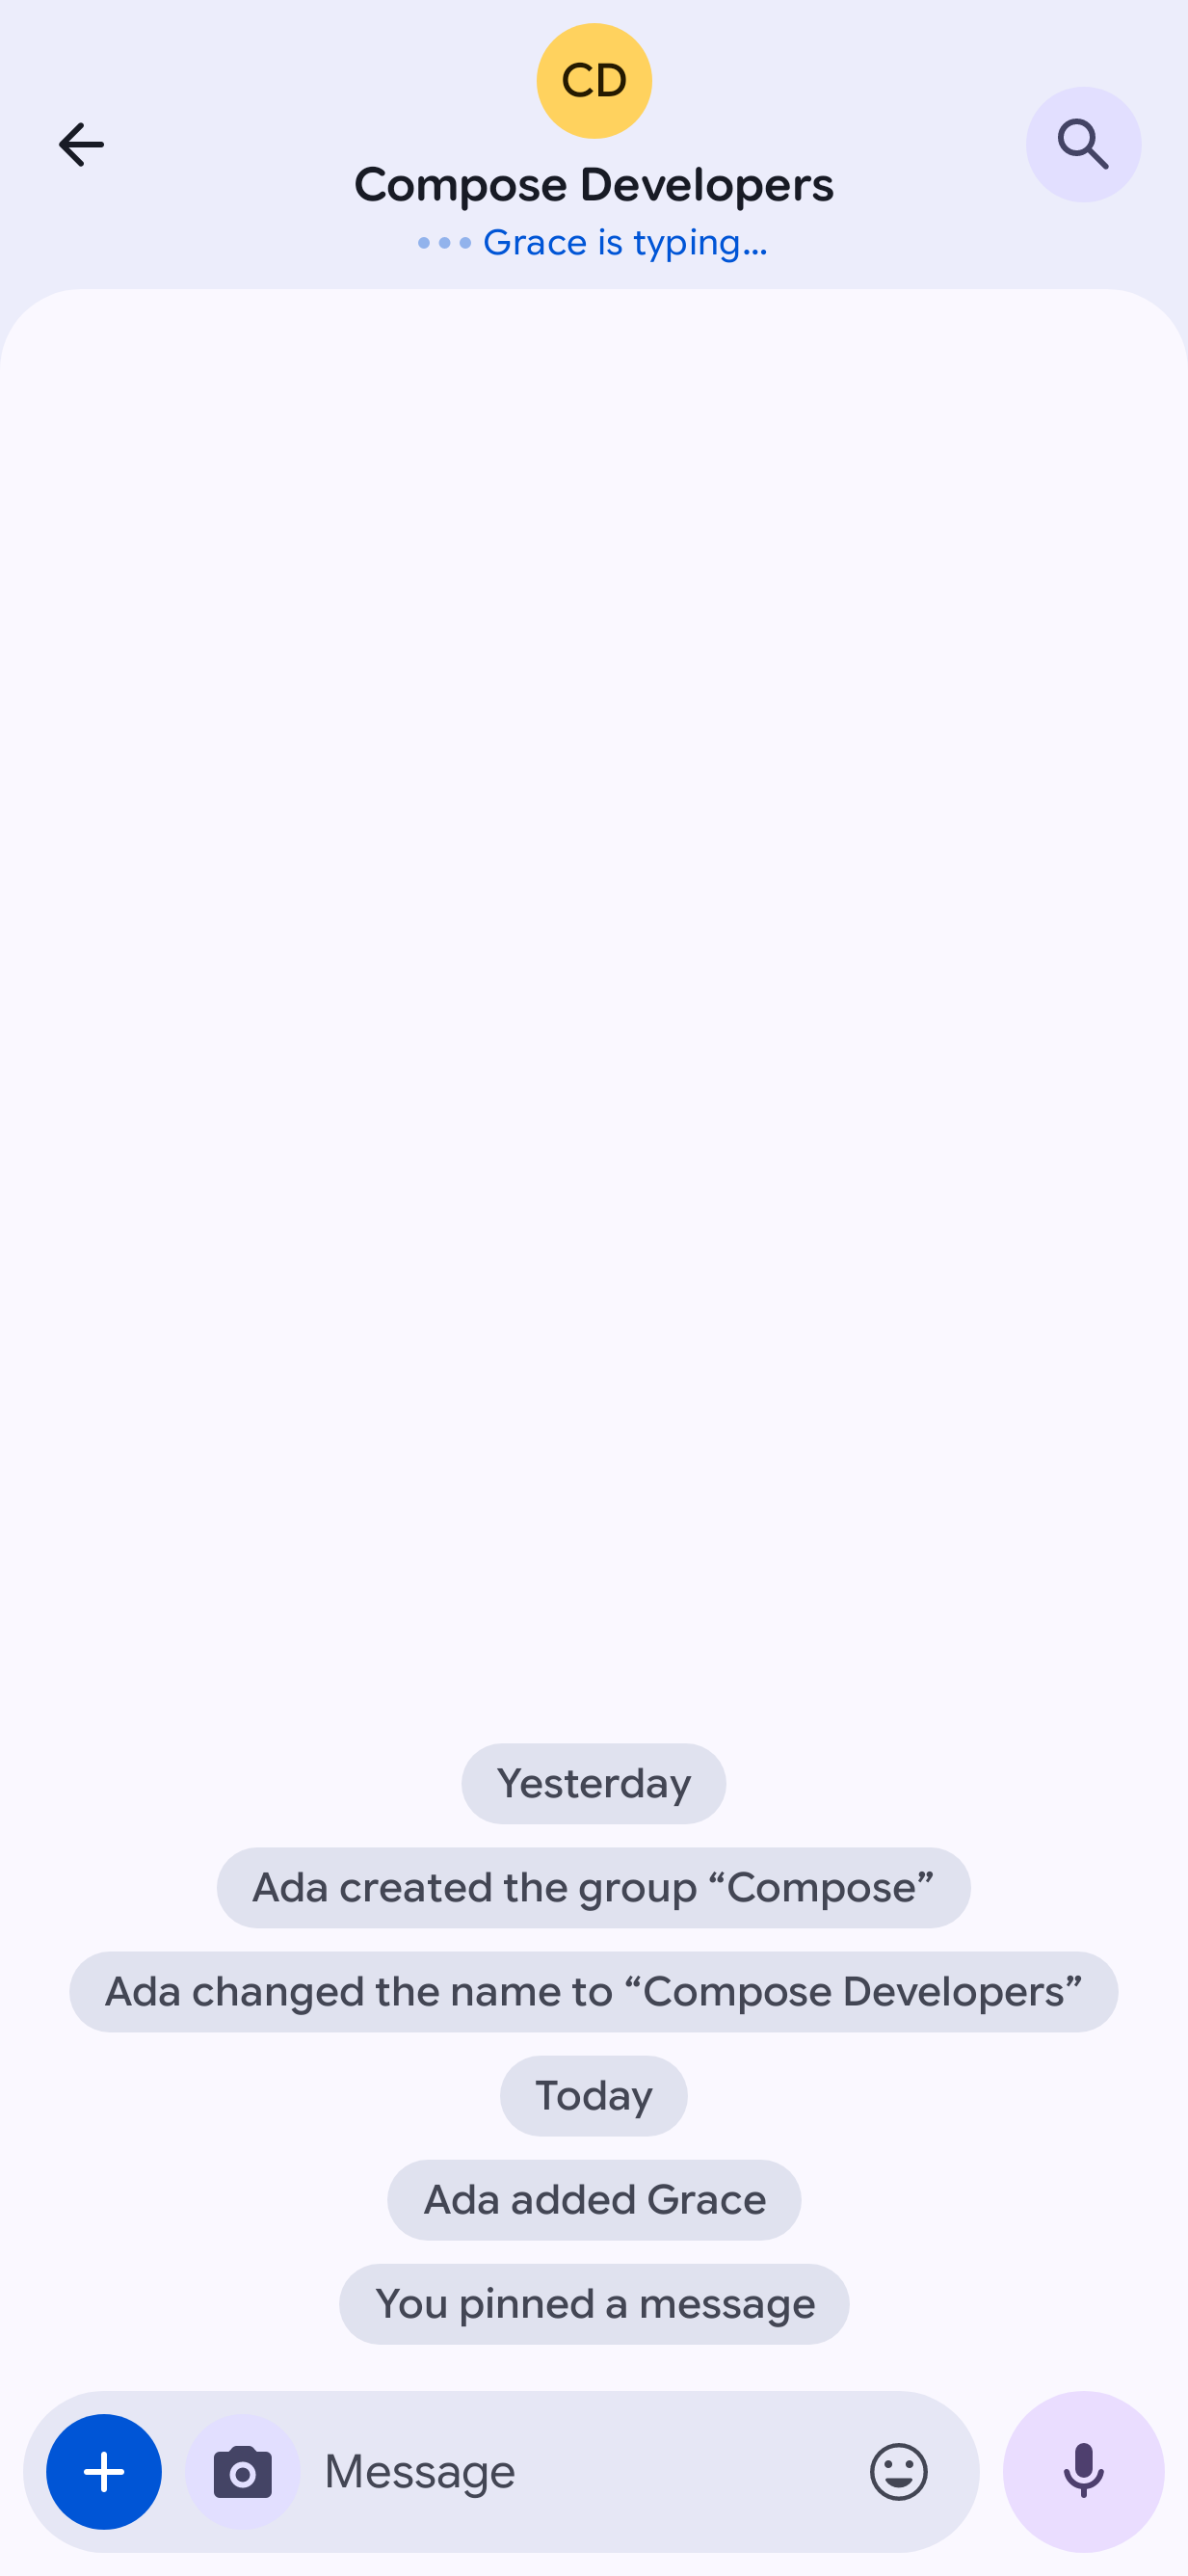 CD
Compose Developers
Grace is typing…
Yesterday
Ada created the group “Compose”
Ada changed the name to “Compose Developers”
Today
Ada added Grace
You pinned a message
Message